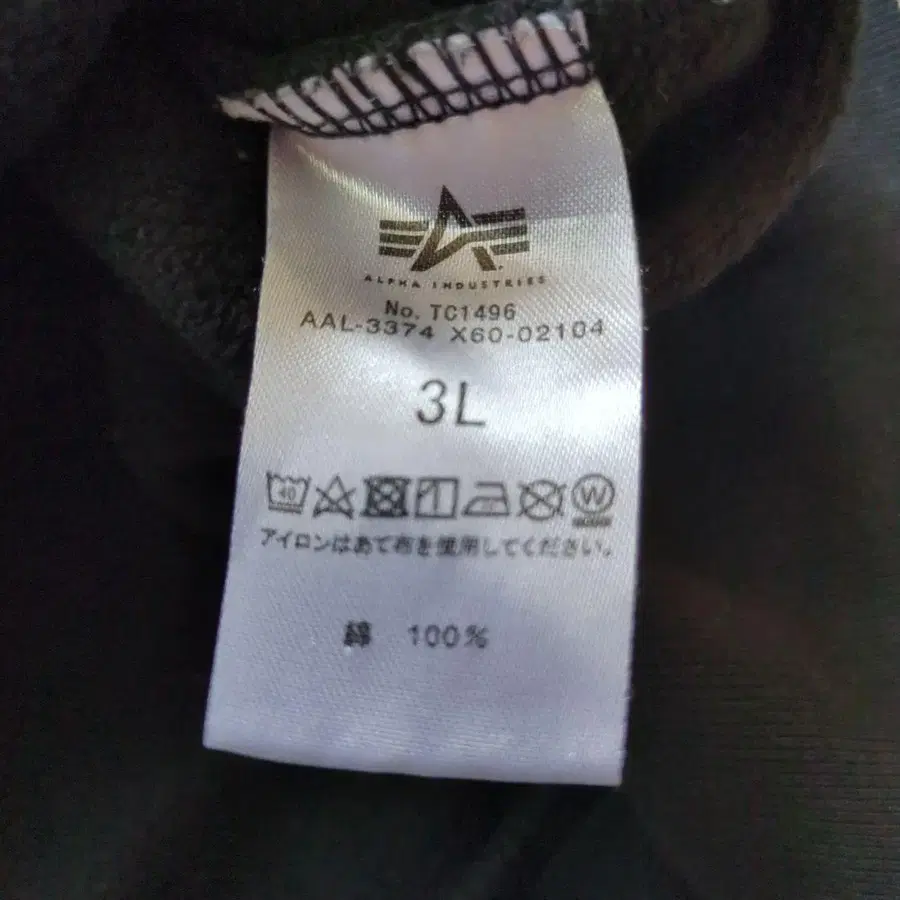 ALPHA INDUSTRIES
No. TC1496
AAL-3374 X60-02104
3L
40 W
アイロンはあて布を使用してください。
綿 100%